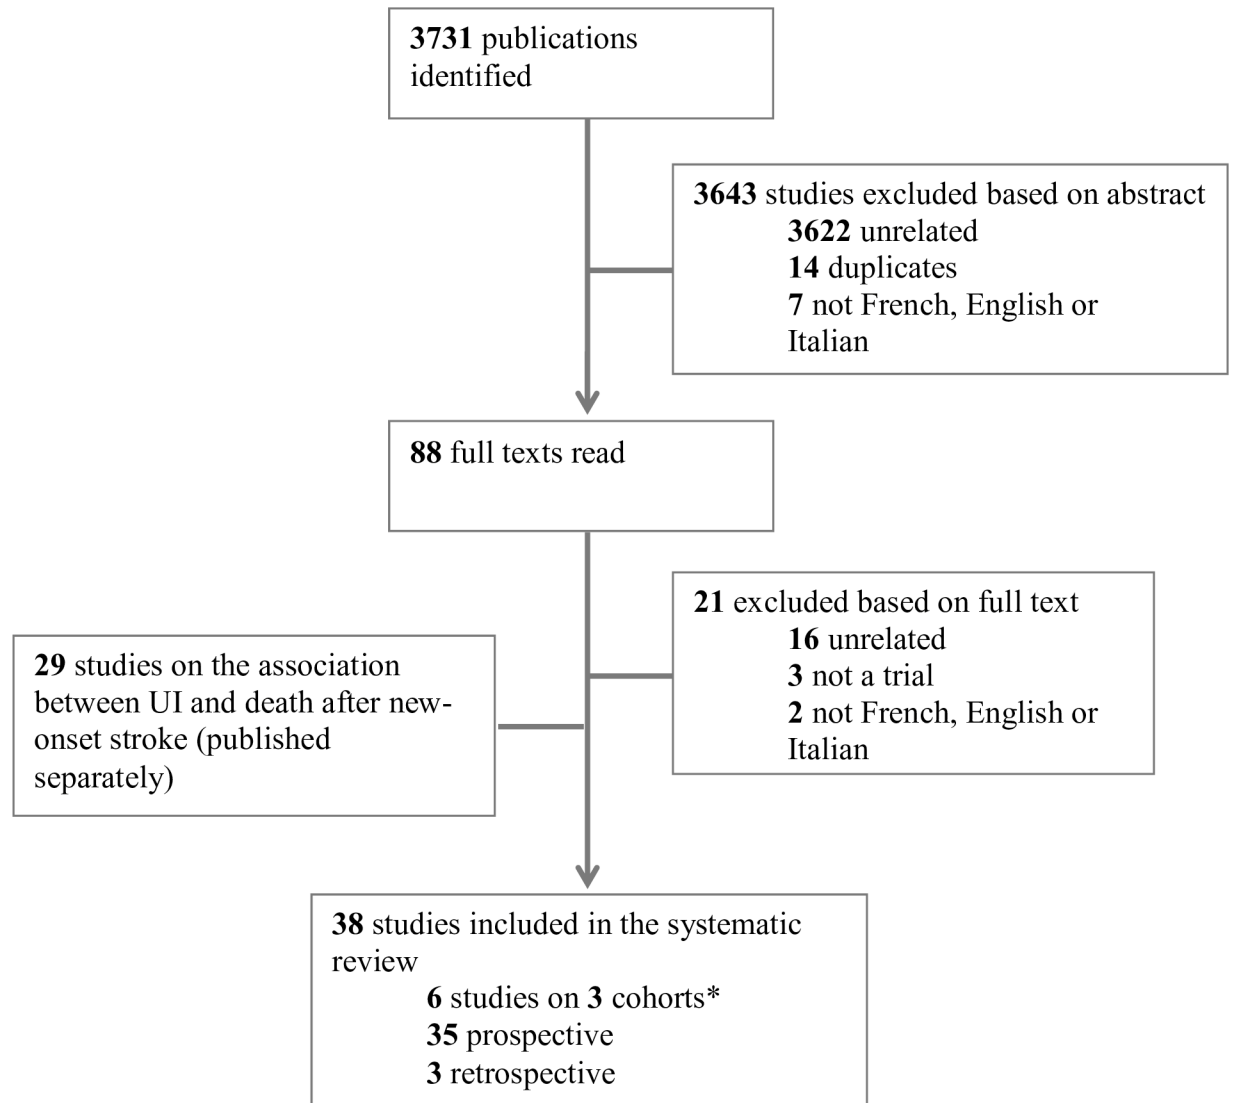 3731 publications
identified
3643 studies excluded based on abstract
3622 unrelated
14 duplicates
7 not French, English or
Italian
88 full texts read
21 excluded based on full text
16 unrelated
3 not a trial
2 not French, English or
Italian
29 studies on the association
between UI and death after new-
onset stroke (published
separately)
38 studies included in the systematic
review
6 studies on 3 cohorts*
35 prospective
3 retrospective